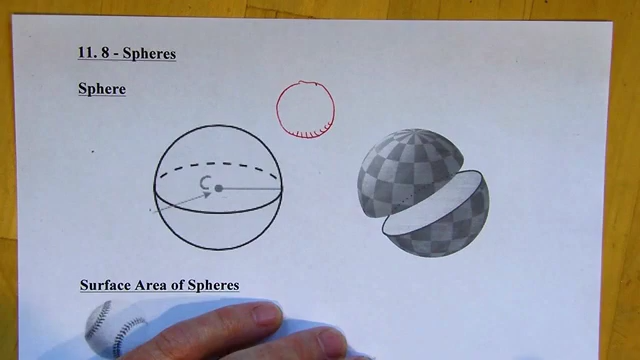 11. 8 - Spheres
Sphere
C
Surface Area of Spheres